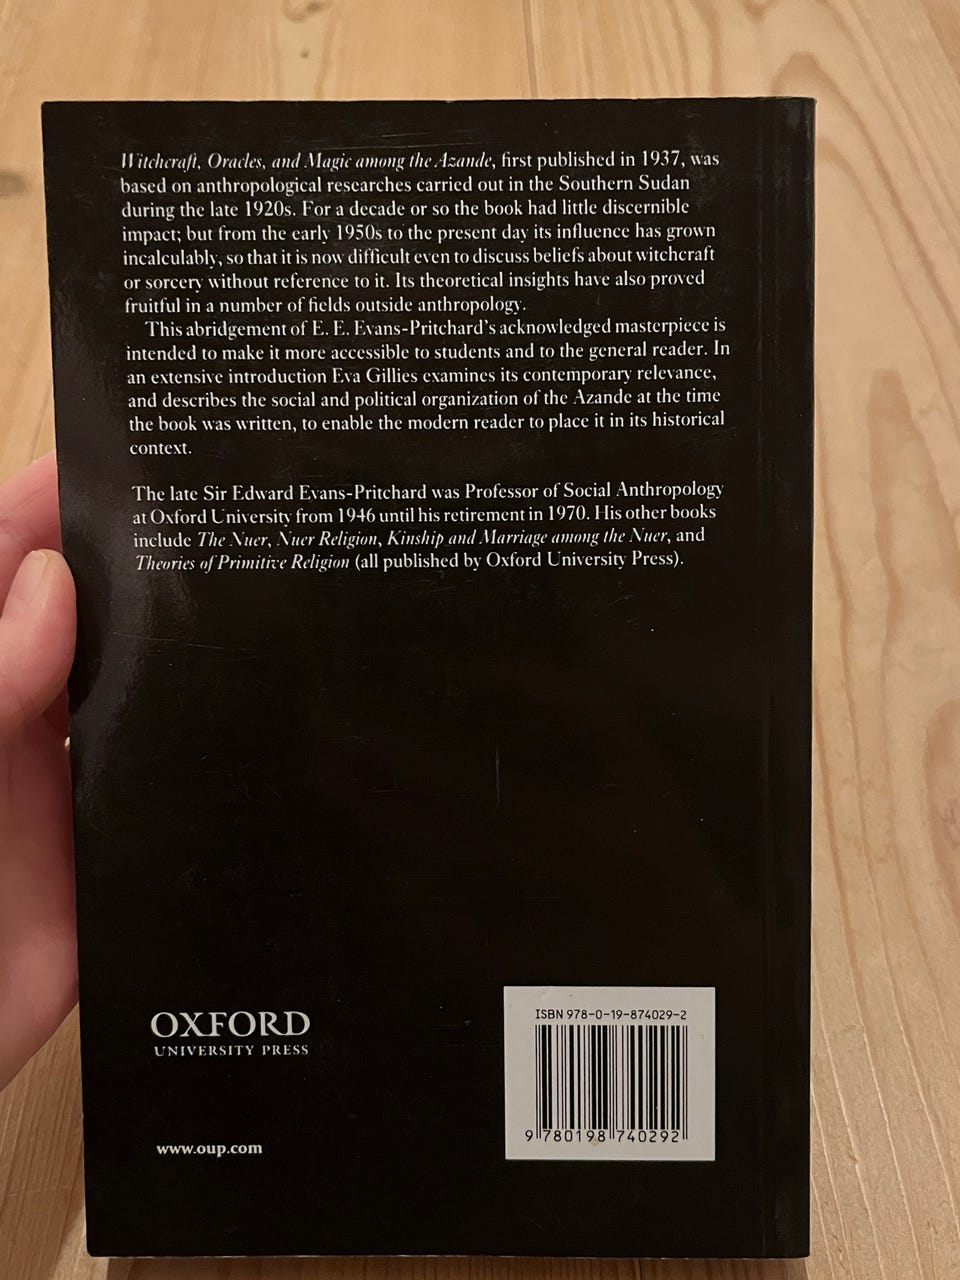 Witchcraft, Oracles, and Magic among the Azande, first published in 1937, was
based on anthropological researches carried out in the Southern Sudan
during the late 1920s. For a decade or so the book had little discernible
impact; but from the early 1950s to the present day its influence has grown
incalculably, so that it is now difficult even to discuss beliefs about witchcraft
or sorcery without reference to it. Its theoretical insights have also proved
fruitful in a number of fields outside anthropology.
This abridgement of E. E. Evans-Pritchard's acknowledged masterpiece is
intended to make it more accessible to students and to the general reader. In
an extensive introduction Eva Gillies examines its contemporary relevance,
and describes the social and political organization of the Azande at the time
the book was written, to enable the modern reader to place it in its historical
context.
The late Sir Edward Evans-Pritchard was Professor of Social Anthropology
at Oxford University from 1946 until his retirement in 1970. His other books
include The Nuer, Nuer Religion, Kinship and Marriage among the Nuer, and
Theories of Primitive Religion (all published by Oxford University Press).
OXFORD
UNIVERSITY PRESS
www.oup.com
ISBN 978-0-19-874029-2
9 780198 740292